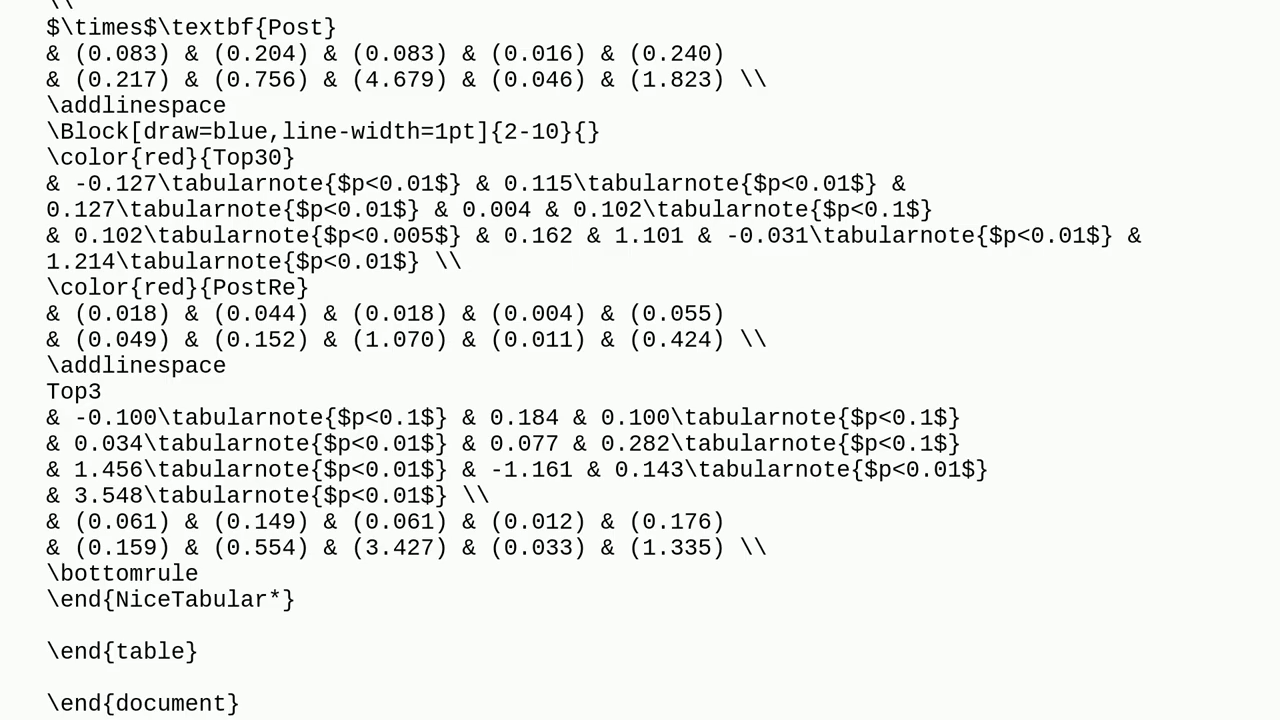 \\
$\times$\textbf{Post}
& (0.083) & (0.204) & (0.083) & (0.016) & (0.240)
& (0.217) & (0.756) & (4.679) & (0.046) & (1.823) \\
\addlinespace
\Block[draw=blue,line-width=1pt]{2-10}{}
\color{red}{Top30}
& -0.127\tabularnote{$p<0.01$} & 0.115\tabularnote{$p<0.01$} &
0.127\tabularnote{$p<0.01$} & 0.004 & 0.102\tabularnote{$p<0.1$}
& 0.102\tabularnote{$p<0.005$} & 0.162 & 1.101 & -0.031\tabularnote{$p<0.01$} &
1.214\tabularnote{$p<0.01$} \\
\color{red}{PostRe}
& (0.018) & (0.044) & (0.018) & (0.004) & (0.055)
& (0.049) & (0.152) & (1.070) & (0.011) & (0.424) \\
\addlinespace
Top3
& -0.100\tabularnote{$p<0.1$} & 0.184 & 0.100\tabularnote{$p<0.1$}
& 0.034\tabularnote{$p<0.01$} & 0.077 & 0.282\tabularnote{$p<0.1$}
& 1.456\tabularnote{$p<0.01$} & -1.161 & 0.143\tabularnote{$p<0.01$}
& 3.548\tabularnote{$p<0.01$} \\
& (0.061) & (0.149) & (0.061) & (0.012) & (0.176)
& (0.159) & (0.554) & (3.427) & (0.033) & (1.335) \\
\bottomrule
\end{NiceTabular*}
\end{table}
\end{document}